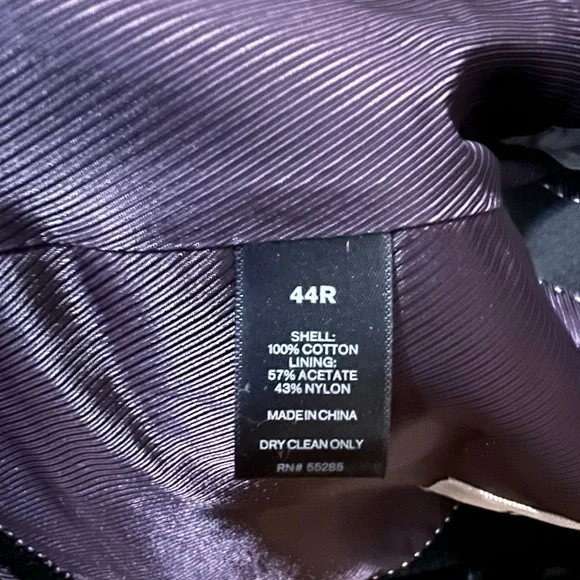 44R
SHELL:
100% COTTON
LINING:
57% ACETATE
43% NYLON
MADE IN CHINA
DRY CLEAN ONLY
RN# 55285